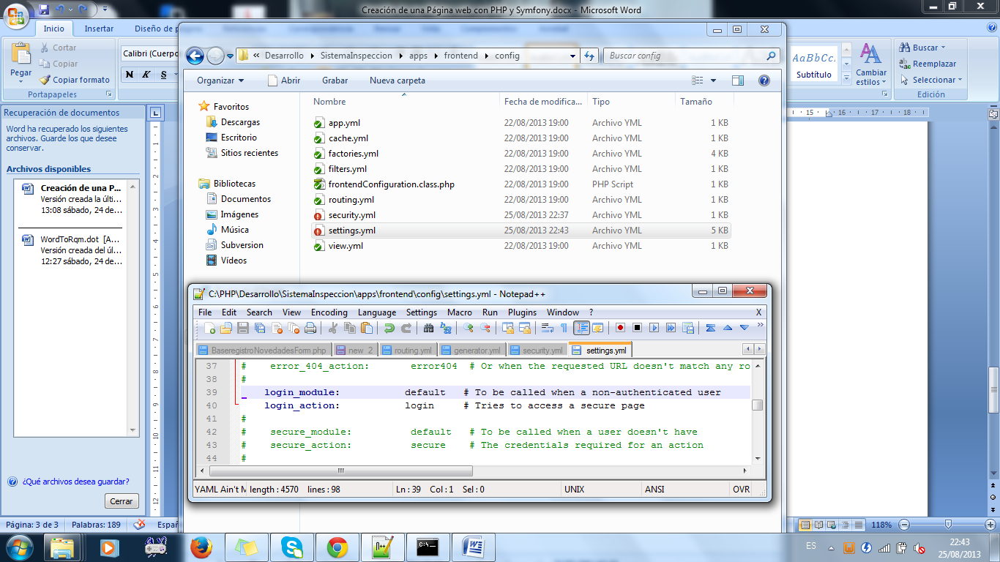 Creación de una Página web con PHP y Symfony.docx - Microsoft Word
Inicio
Insertar
Diseño de
Cortar
Copiar
Copiar formato
Pegar
Portapapeles
Calibri (Cuerpo
N K S
AaBbCc.
Subtítulo
Cambiar
estilos
Buscar
Reemplazar
Seleccionar
Edición
Desarrollo
SistemaInspeccion
apps
frontend
config
Buscar config
Organizar
Abrir
Grabar
Nueva carpeta
Favoritos
Descargas
Escritorio
Sitios recientes
Bibliotecas
Documentos
Imágenes
Música
Subversion
Vídeos
Nombre Fecha de modifica... Tipo Tamaño
app.yml 22/08/2013 19:00 Archivo YML 1 KB
cache.yml 22/08/2013 19:00 Archivo YML 1 KB
factories.yml 22/08/2013 19:00 Archivo YML 4 KB
filters.yml 22/08/2013 19:00 Archivo YML 1 KB
frontendConfiguration.class.php 22/08/2013 19:00 PHP Script 1 KB
routing.yml 22/08/2013 19:00 Archivo YML 1 KB
security.yml 25/08/2013 22:37 Archivo YML 1 KB
settings.yml 25/08/2013 22:43 Archivo YML 5 KB
view.yml 22/08/2013 19:00 Archivo YML 1 KB
Recuperación de documentos
Word ha recuperado los siguientes
archivos. Guarde los que desee
conservar.
Archivos disponibles
Creación de una P...
Versión creada la últi...
13:08 sábado, 24 de...
WordToRqm.dot [A...
Versión creada del úl...
12:27 sábado, 24 de...
¿Qué archivos desea guardar?
Cerrar
L
15 16 17 18
C:\PHP\Desarrollo\SistemaInspeccion\apps\frontend\config\settings.yml - Notepad++
File Edit Search View Encoding Language Settings Macro Run Plugins Window ? X
BaseregistroNovedadesForm.php
new 2
routing.yml
generator.yml
security.yml
settings.yml
37 # error_404_action: error404 # Or when the requested URL doesn't match any ro
38 #
39 login_module: default # To be called when a non-authenticated user
40 login_action: login # Tries to access a secure page
41 #
42 # secure_module: default # To be called when a user doesn't have
43 # secure_action: secure # The credentials required for an action
44 #
YAML Ain't M length : 4570 lines : 98 Ln : 39 Col : 1 Sel : 0 UNIX ANSI OVR
Página: 3 de 3 Palabras: 189 Españ
118%
ES
22:43
25/08/2013